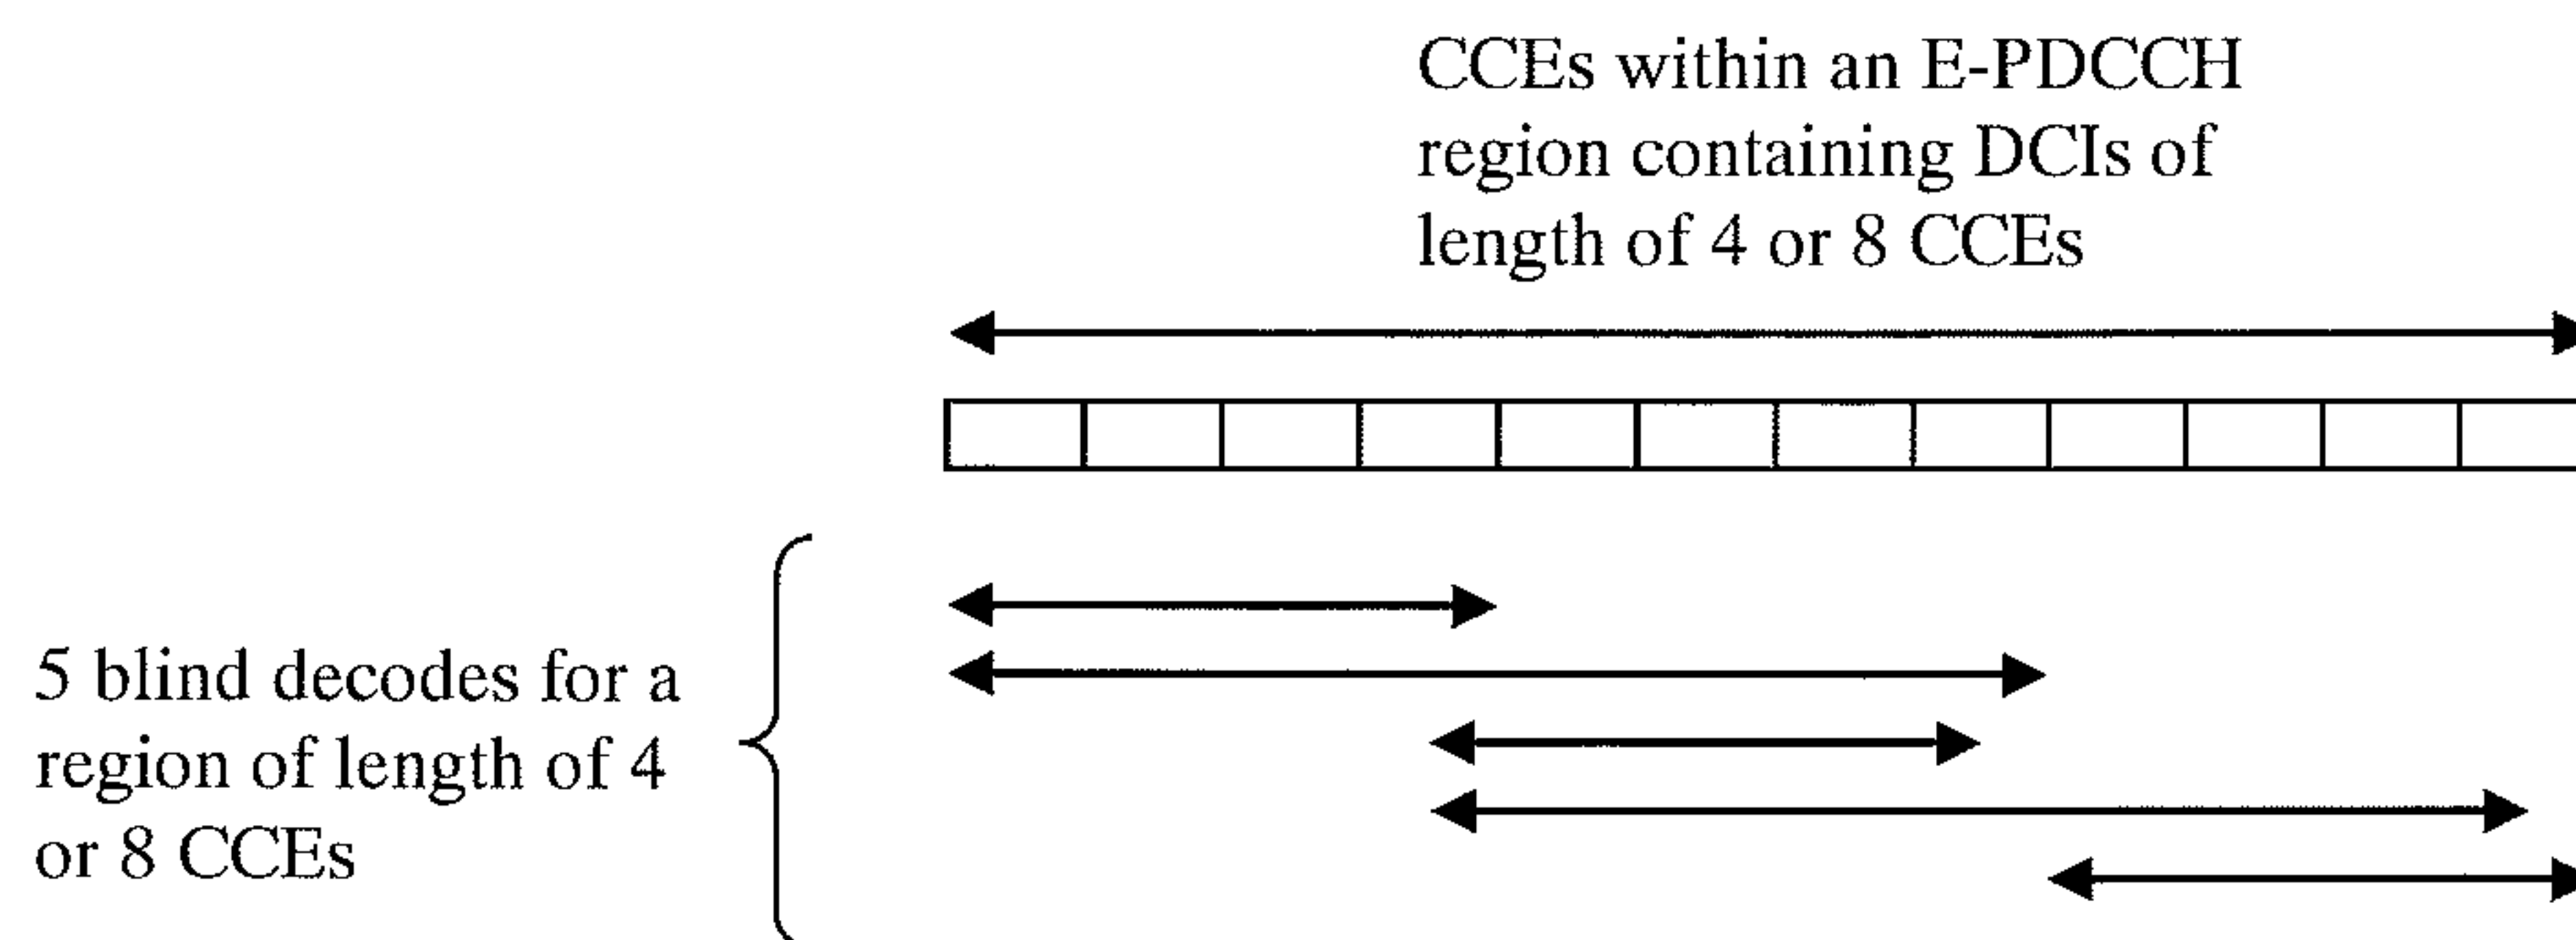 CCEs within an E-PDCCH
region containing DCIs of
length of 4 or 8 CCEs
5 blind decodes for a
region of length of 4
or 8 CCEs